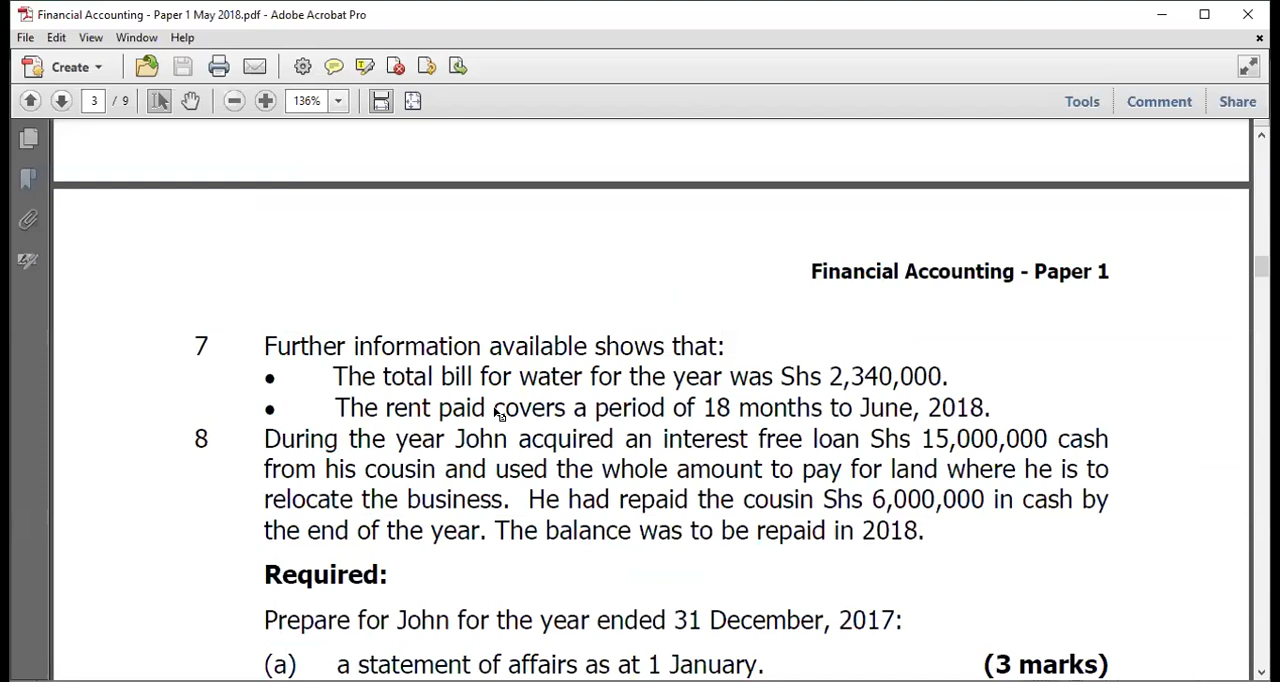 Financial Accounting - Paper 1 May 2018.pdf - Adobe Acrobat Pro
File Edit View Window Help
Create
3 / 9 136% Tools Comment Share
Financial Accounting - Paper 1
7 Further information available shows that:
• The total bill for water for the year was Shs 2,340,000.
• The rent paid covers a period of 18 months to June, 2018.
8 During the year John acquired an interest free loan Shs 15,000,000 cash
from his cousin and used the whole amount to pay for land where he is to
relocate the business. He had repaid the cousin Shs 6,000,000 in cash by
the end of the year. The balance was to be repaid in 2018.
Required:
Prepare for John for the year ended 31 December, 2017:
(a) a statement of affairs as at 1 January. (3 marks)